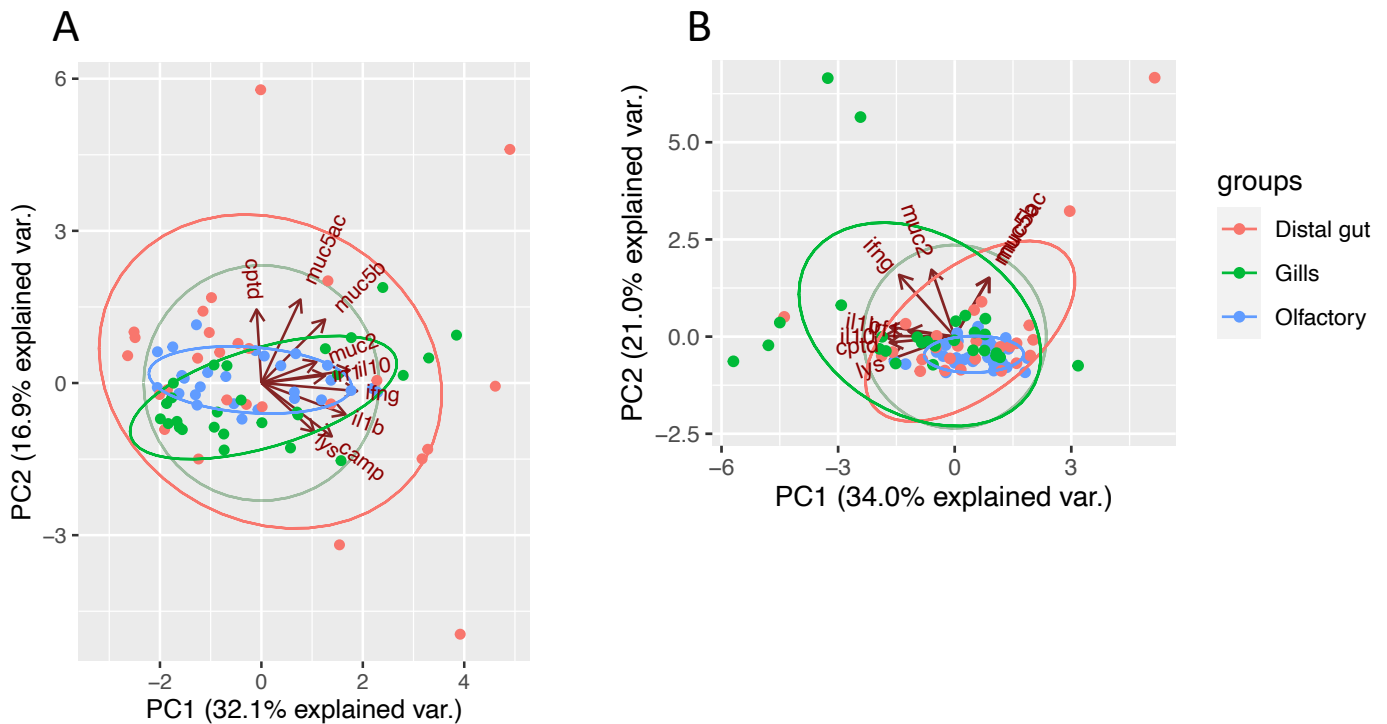 A
B
PC2 (16.9% explained var.)
6
3
0
−3
cptd
muc5ac
muc5b
muc2
il10
ifng
il1b
lys
camp
−2
0
2
4
PC1 (32.1% explained var.)
PC2 (21.0% explained var.)
5.0
2.5
0.0
−2.5
muc2
ifng
muc5ac
il1b
il10
cptd
lys
−6
−3
0
3
PC1 (34.0% explained var.)
groups
Distal gut
Gills
Olfactory